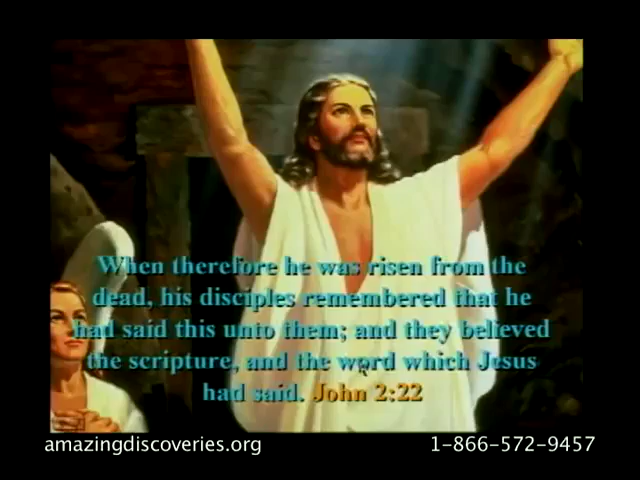 When therefore he was risen from the
dead, his disciples remembered that he
had said this unto them; and they believed
the scripture, and the word which Jesus
had said. John 2:22
amazingdiscoveries.org 1-866-572-9457